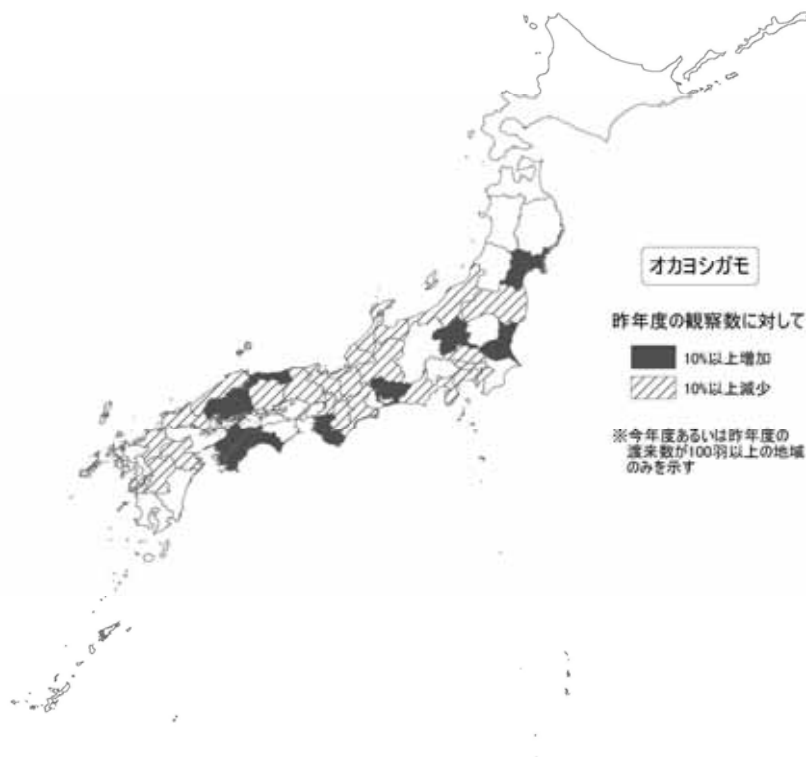 オカヨシガモ
昨年度の観察数に対して
10%以上増加
10%以上減少
※今年度あるいは昨年度の
渡来数が100羽以上の地域
のみを示す